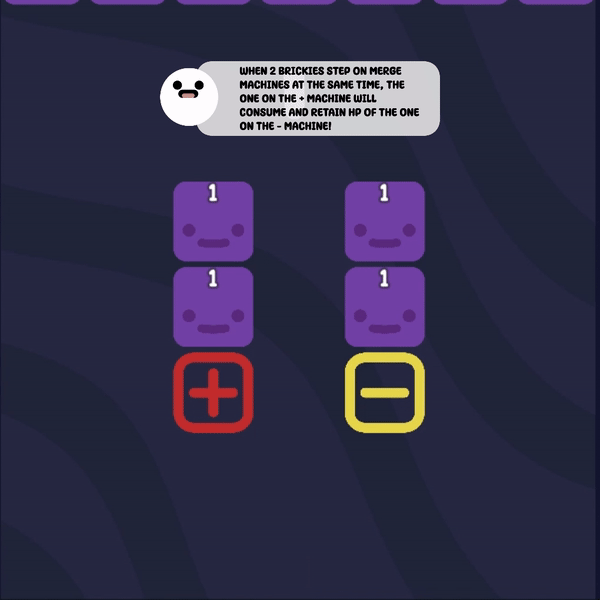 WHEN 2 BRICKIES STEP ON MERGE
MACHINES AT THE SAME TIME, THE
ONE ON THE + MACHINE WILL
CONSUME AND RETAIN HP OF THE ONE
ON THE - MACHINE!
1 1
1 1
+ -